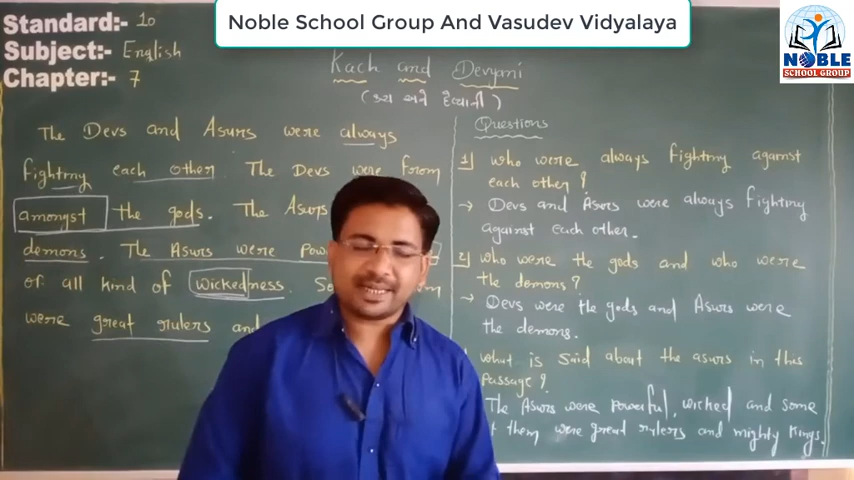 Noble School Group And Vasudev Vidyalaya
NOBLE
SCHOOL GROUP
Standard:- 10
Subject:- English
Chapter:- 7
Kach and Devyani
(કચ અને દેવયાની)
The Devs and Asurs were always
fighting each other. The Devs were from
amongst the gods. The Asurs
demons. The Asurs were
of all kind of wickedness.
were great rulers and
Questions
1) Who were always fighting against
each other?
→ Devs and Asurs were always fighting
against each other.
2) who were the gods and who were
the demons?
→ Devs were the gods and Asurs were
the demons.
what is said about the asurs in this
passage?
The Asurs were powerful, wicked and some
them were great rulers and mighty kings.